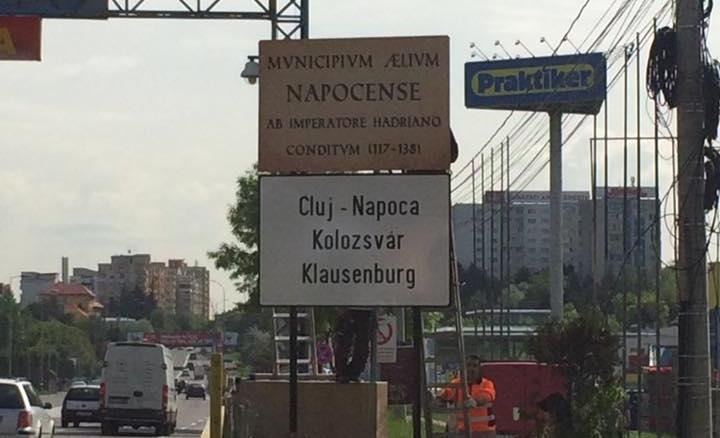 MVNICIPIVM ÆLIVM
NAPOCENSE
AB IMPERATORE HADRIANO
CONDITVM (117-138)
Praktiker
Cluj - Napoca
Kolozsvár
Klausenburg